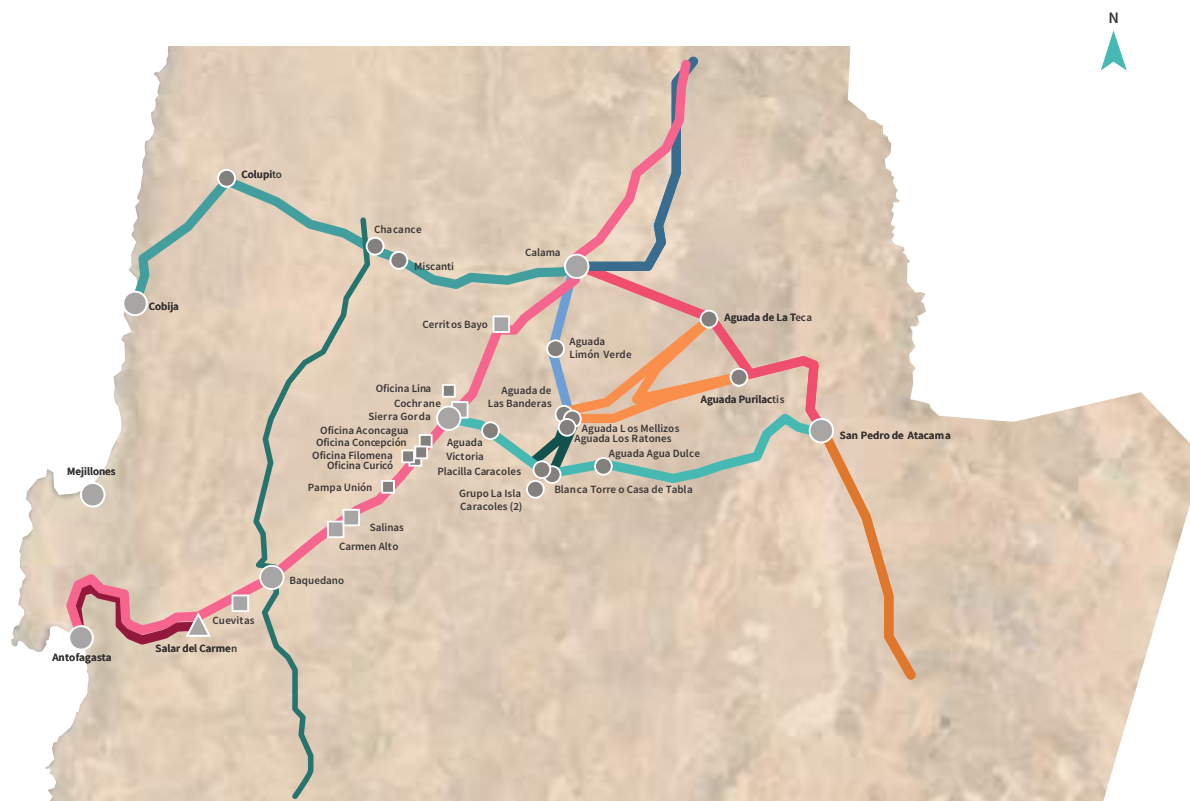 N
Colupito
Chacance
Calama
Miscanti
Cobija
Aguada de La Teca
Cerritos Bayo
Aguada
Limón Verde
Oficina Lina
Aguada de
Las Banderas
Aguada Purilactis
Cochrane
Sierra Gorda
Oficina Aconcagua
Aguada Los Mellizos
San Pedro de Atacama
Oficina Concepción
Aguada
Victoria
Aguada Los Ratones
Oficina Filomena
Aguada Agua Dulce
Oficina Curicó
Mejillones
Placilla Caracoles
Pampa Unión
Grupo La Isla
Caracoles (2)
Blanca Torre o Casa de Tabla
Salinas
Carmen Alto
Baquedano
Cuevitas
Salar del Carmen
Antofagasta